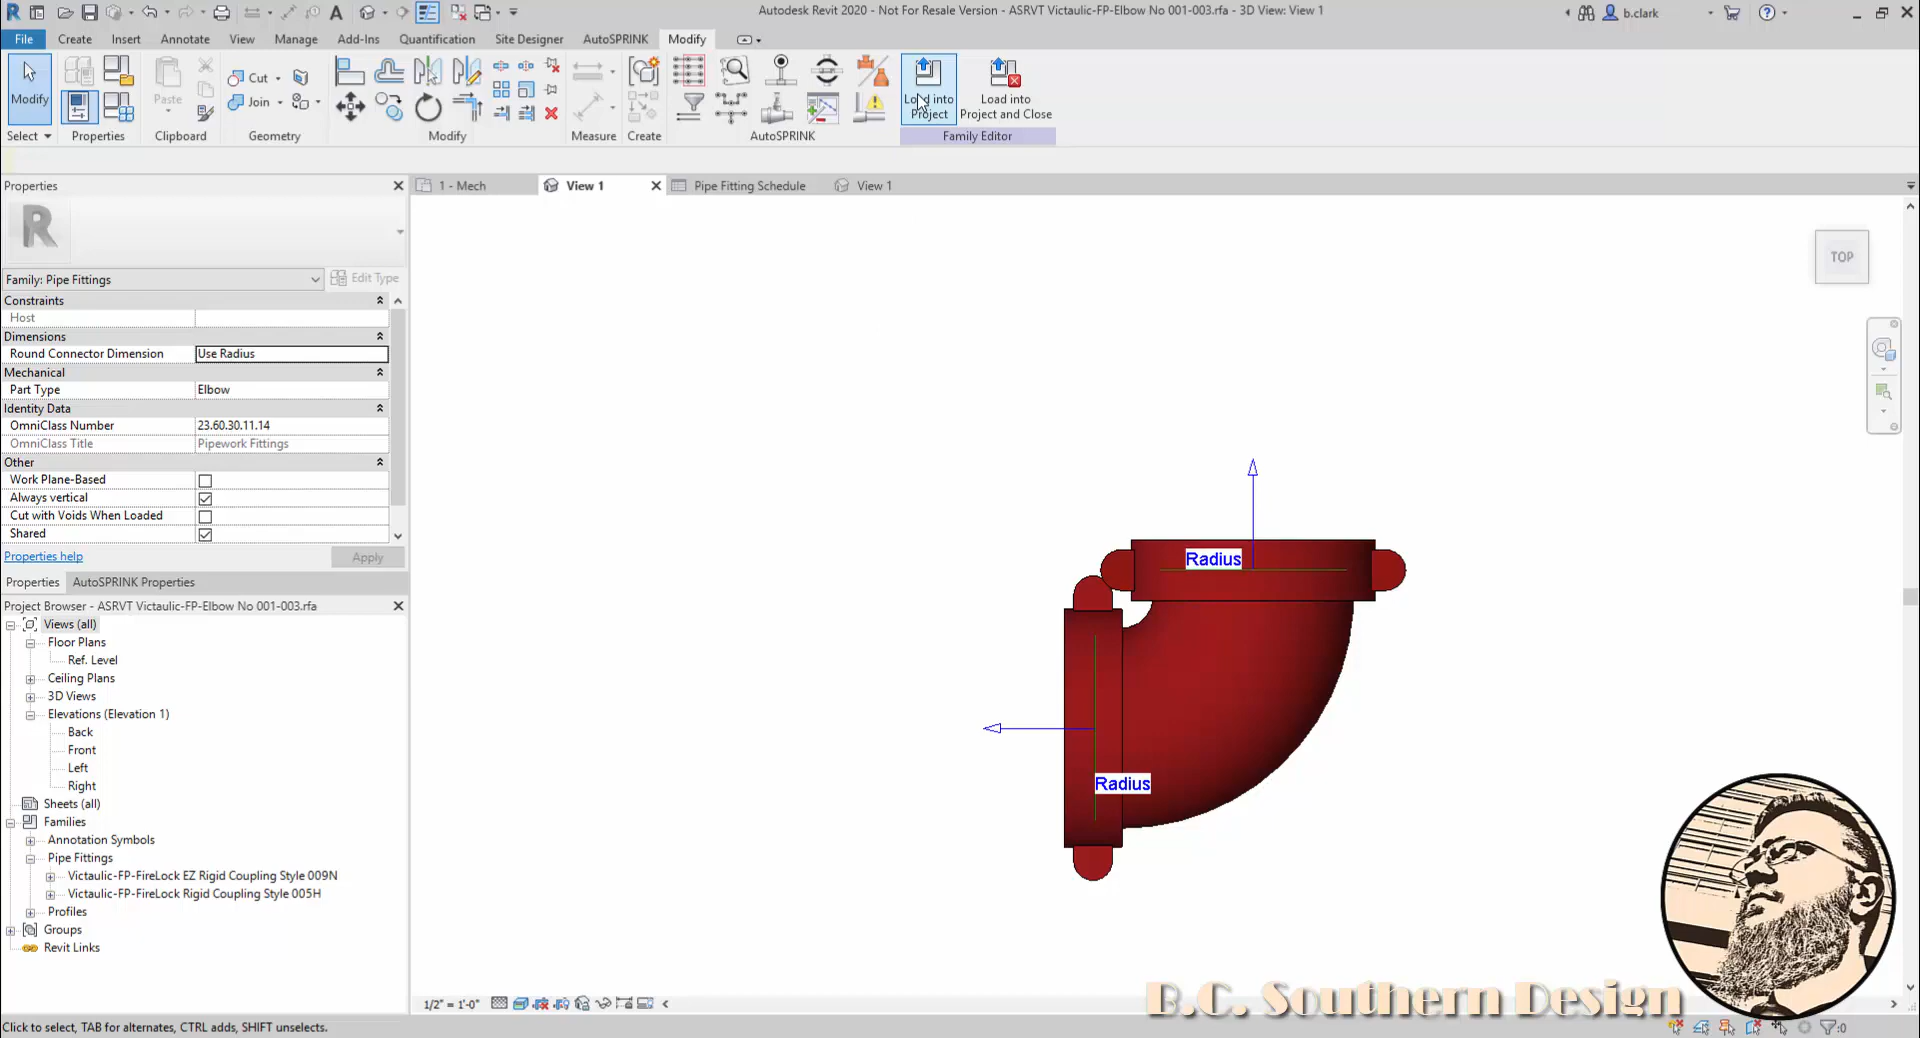 Autodesk Revit 2020 - Not For Resale Version - ASRVT Victaulic-FP-Elbow No 001-003.rfa - 3D View: View 1
b.clark
File Create Insert Annotate View Manage Add-Ins Quantification Site Designer AutoSPRINK Modify
Modify
Paste
Cut
Join
Load into Project
Load into Project and Close
Select Properties Clipboard Geometry Modify Measure Create AutoSPRINK Family Editor
Properties
1 - Mech
View 1
Pipe Fitting Schedule
View 1
R
Family: Pipe Fittings
Edit Type
Constraints
Host
Dimensions
Round Connector Dimension Use Radius
Mechanical
Part Type Elbow
Identity Data
OmniClass Number 23.60.30.11.14
OmniClass Title Pipework Fittings
Other
Work Plane-Based
Always vertical
Cut with Voids When Loaded
Shared
Properties help
Apply
Properties AutoSPRINK Properties
Project Browser - ASRVT Victaulic-FP-Elbow No 001-003.rfa
Views (all)
Floor Plans
Ref. Level
Ceiling Plans
3D Views
Elevations (Elevation 1)
Back
Front
Left
Right
Sheets (all)
Families
Annotation Symbols
Pipe Fittings
Victaulic-FP-FireLock EZ Rigid Coupling Style 009N
Victaulic-FP-FireLock Rigid Coupling Style 005H
Profiles
Groups
Revit Links
TOP
Radius
Radius
1/2" = 1'-0"
B.C. Southern Design
Click to select, TAB for alternates, CTRL adds, SHIFT unselects.
:0